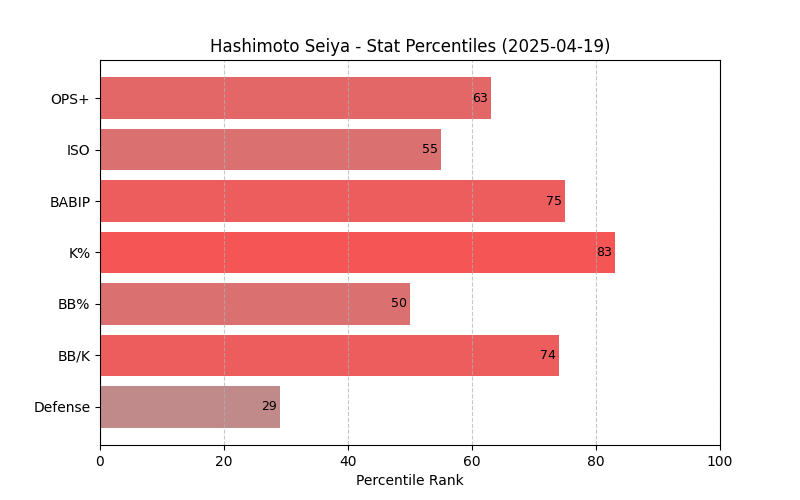 Hashimoto Seiya - Stat Percentiles (2025-04-19)
OPS+ 63
ISO 55
BABIP 75
K% 83
BB% 50
BB/K 74
Defense 29
0 20 40 60 80 100
Percentile Rank